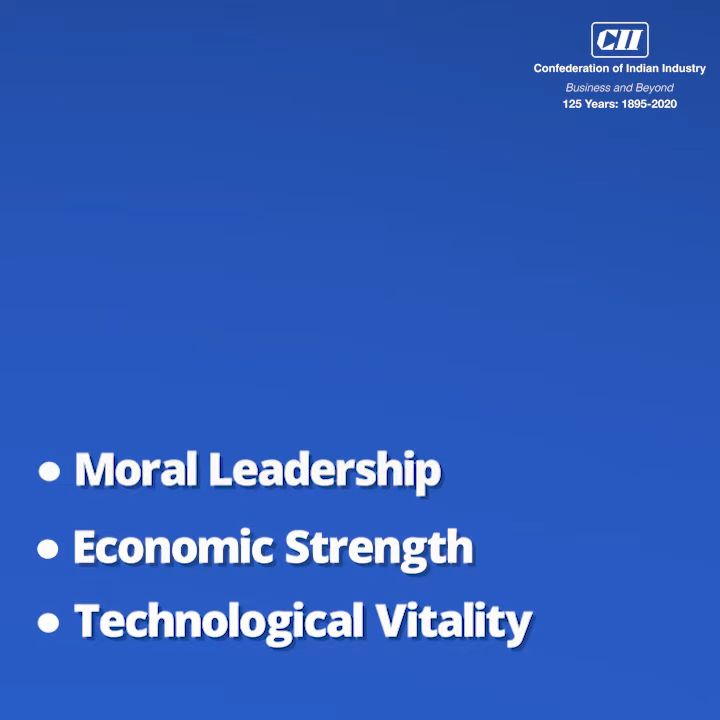 CII
Confederation of Indian Industry
Business and Beyond
125 Years: 1895-2020
• Moral Leadership
• Economic Strength
• Technological Vitality